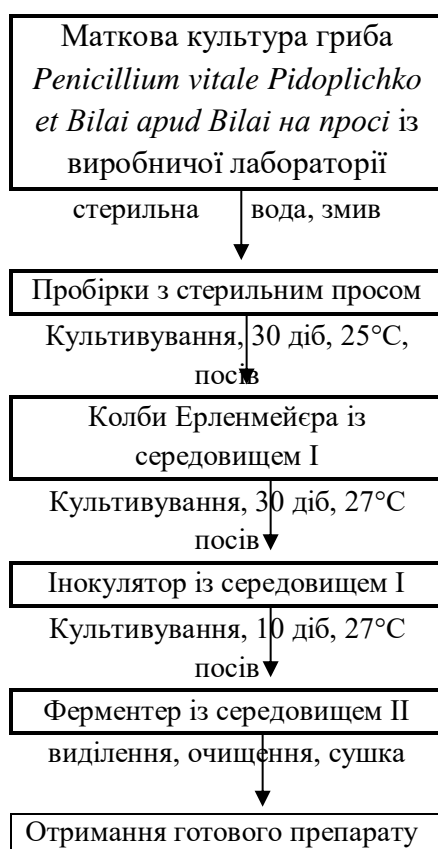 Маткова культура гриба
Penicillium vitale Pidoplichko
et Bilai apud Bilai на просі із
виробничої лабораторії
стерильна вода, змив
Пробірки з стерильним просом
Культивування, 30 діб, 25°С,
посів
Колби Ерленмейєра із
середовищем І
Культивування, 30 діб, 27°С
посів
Інокулятор із середовищем І
Культивування, 10 діб, 27°С
посів
Ферментер із середовищем ІІ
виділення, очищення, сушка
Отримання готового препарату